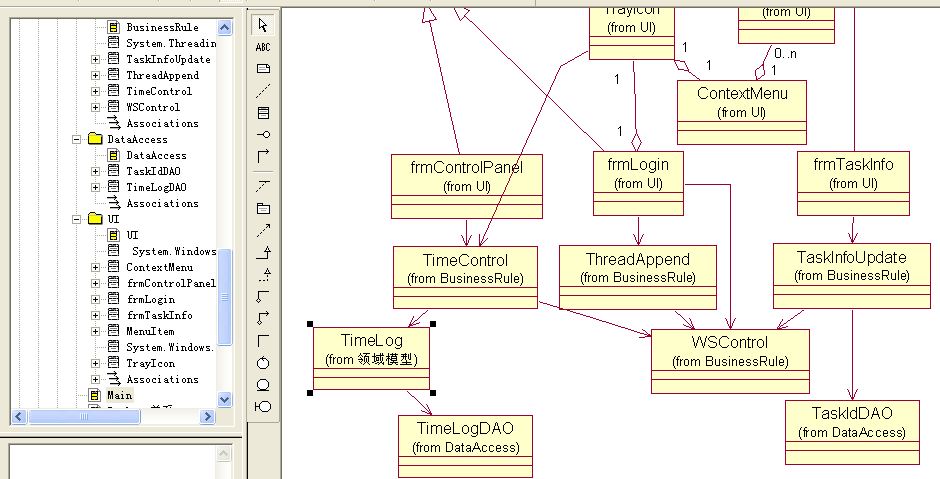 BusinessRule
System.Threadin
TaskInfoUpdate
ThreadAppend
TimeControl
WSControl
Associations
DataAccess
DataAccess
TaskIdDAO
TimeLogDAO
Associations
UI
UI
System.Windows
ContextMenu
frmControlPanel
frmLogin
frmTaskInfo
MenuItem
System.Windows.
TrayIcon
Associations
Main
ABC
TrayIcon
(from UI)
(from UI)
1
1
0..n
1
1
1
ContextMenu
(from UI)
frmControlPanel
(from UI)
frmLogin
(from UI)
frmTaskInfo
(from UI)
TimeControl
(from BusinessRule)
ThreadAppend
(from BusinessRule)
TaskInfoUpdate
(from BusinessRule)
TimeLog
(from 领域模型)
WSControl
(from BusinessRule)
TimeLogDAO
(from DataAccess)
TaskIdDAO
(from DataAccess)